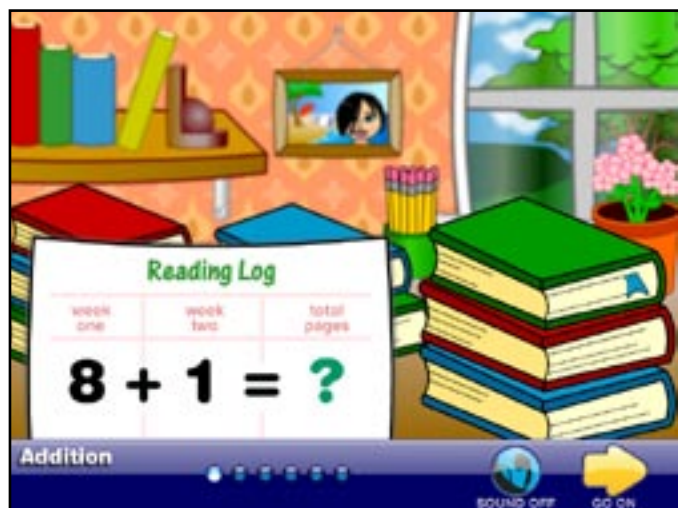 Reading Log
week one
week two
total pages
8 + 1 = ?
A
Addition
SOUND OFF
GO ON